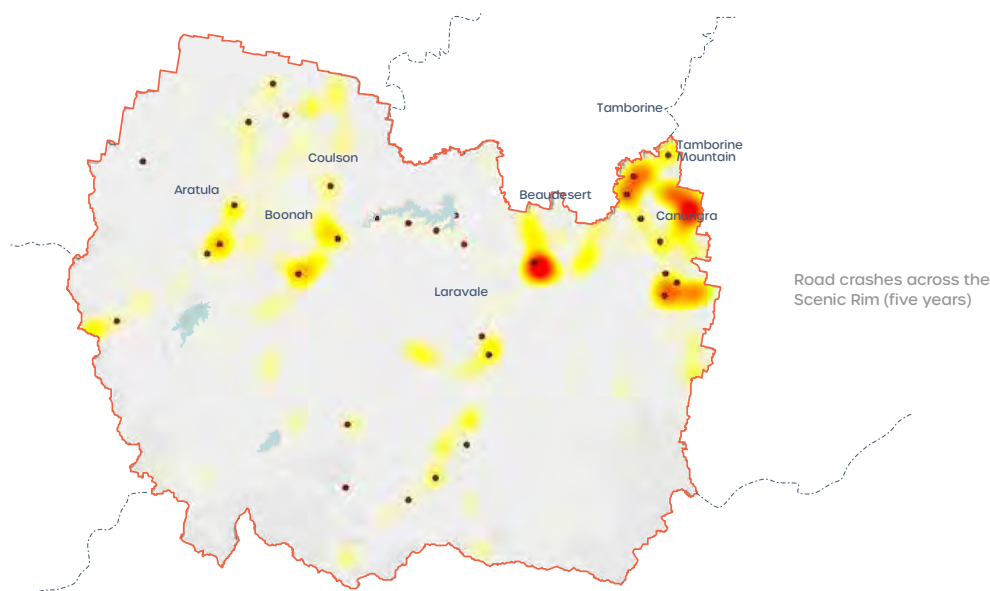 Tamborine
Tamborine
Mountain
Coulson
Aratula
Beaudesert
Boonah
Canungra
Laravale
Road crashes across the
Scenic Rim (five years)